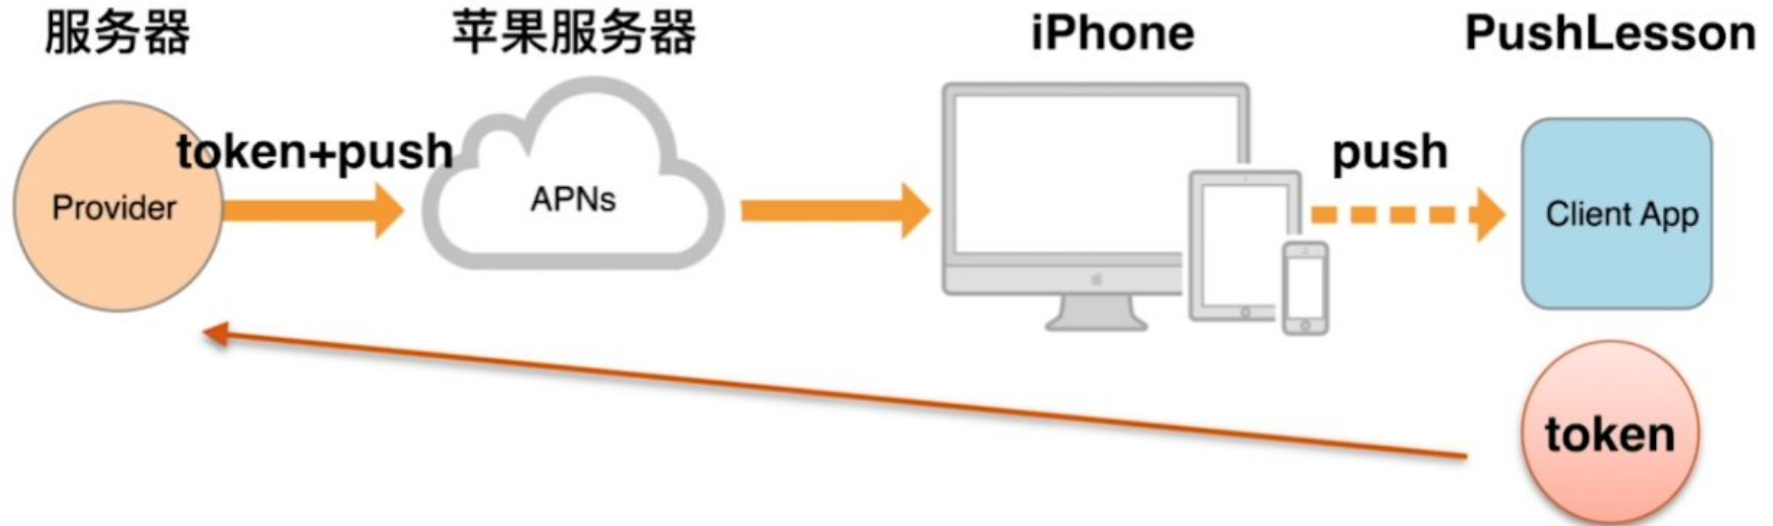 服务器
苹果服务器
iPhone
PushLesson
token+push
push
Provider
APNs
Client App
token